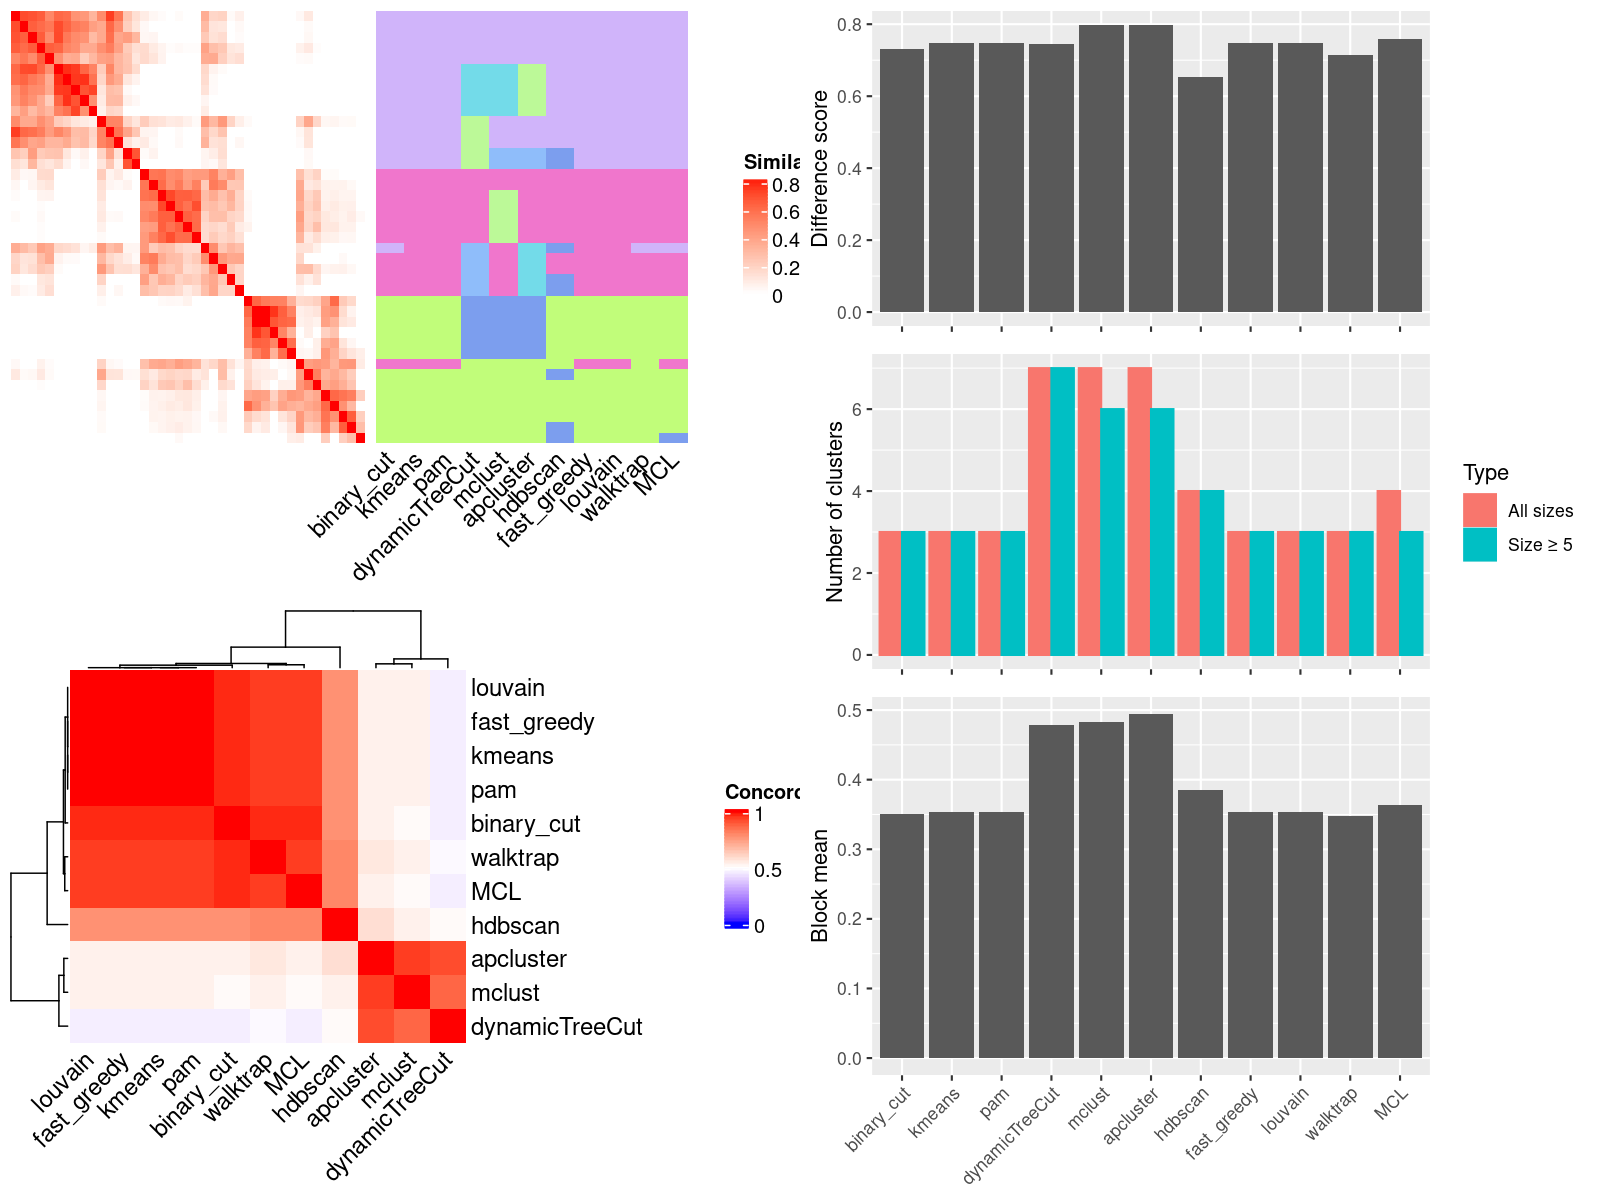 Simila
0.8
0.6
0.4
0.2
0
binary_cut
kmeans
pam
dynamicTreeCut
mclust
apcluster
hdbscan
fast_greedy
louvain
walktrap
MCL
louvain
fast_greedy
kmeans
pam
binary_cut
walktrap
MCL
hdbscan
apcluster
mclust
dynamicTreeCut
louvain
fast_greedy
kmeans
pam
binary_cut
walktrap
MCL
hdbscan
apcluster
mclust
dynamicTreeCut
Concord
1
0.5
0
Difference score
0.8
0.6
0.4
0.2
0.0
Number of clusters
6
4
2
0
Type
All sizes
Size ≥ 5
Block mean
0.5
0.4
0.3
0.2
0.1
0.0
binary_cut
kmeans
pam
dynamicTreeCut
mclust
apcluster
hdbscan
fast_greedy
louvain
walktrap
MCL